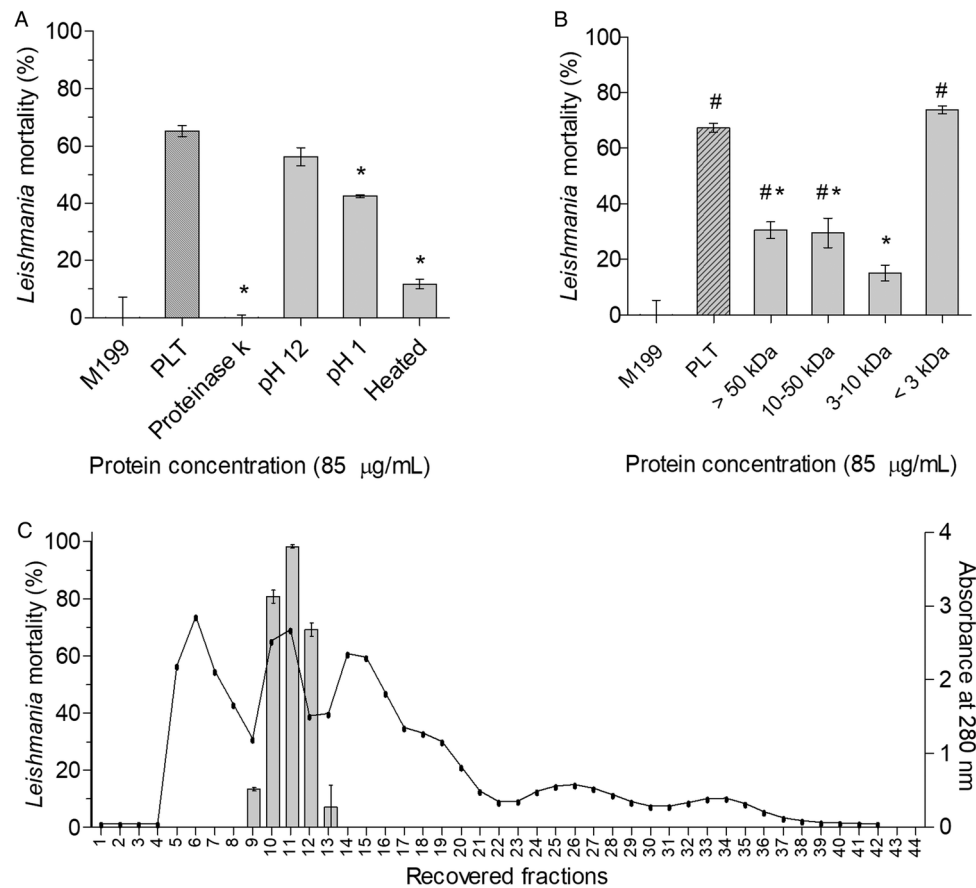 A
Leishmania mortality (%)
100
80
60
40
20
0
*
*
*
M199
PLT
Proteinase k
pH 12
pH 1
Heated
Protein concentration (85 µg/mL)
B
Leishmania mortality (%)
100
80
60
40
20
0
#
#*
#*
*
#
M199
PLT
> 50 kDa
10-50 kDa
3-10 kDa
< 3 kDa
Protein concentration (85 µg/mL)
C
Leishmania mortality (%)
100
80
60
40
20
0
4
3
2
1
0
Absorbance at 280 nm
1 2 3 4 5 6 7 8 9 10 11 12 13 14 15 16 17 18 19 20 21 22 23 24 25 26 27 28 29 30 31 32 33 34 35 36 37 38 39 40 41 42 43 44
Recovered fractions